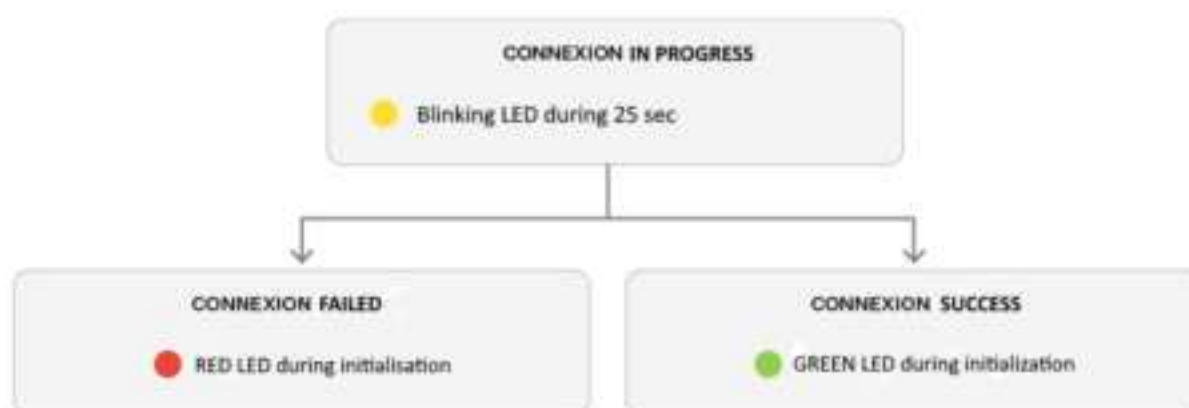 CONNEXION IN PROGRESS
Blinking LED during 25 sec
CONNEXION FAILED
RED LED during initialisation
CONNEXION SUCCESS
GREEN LED during initialization